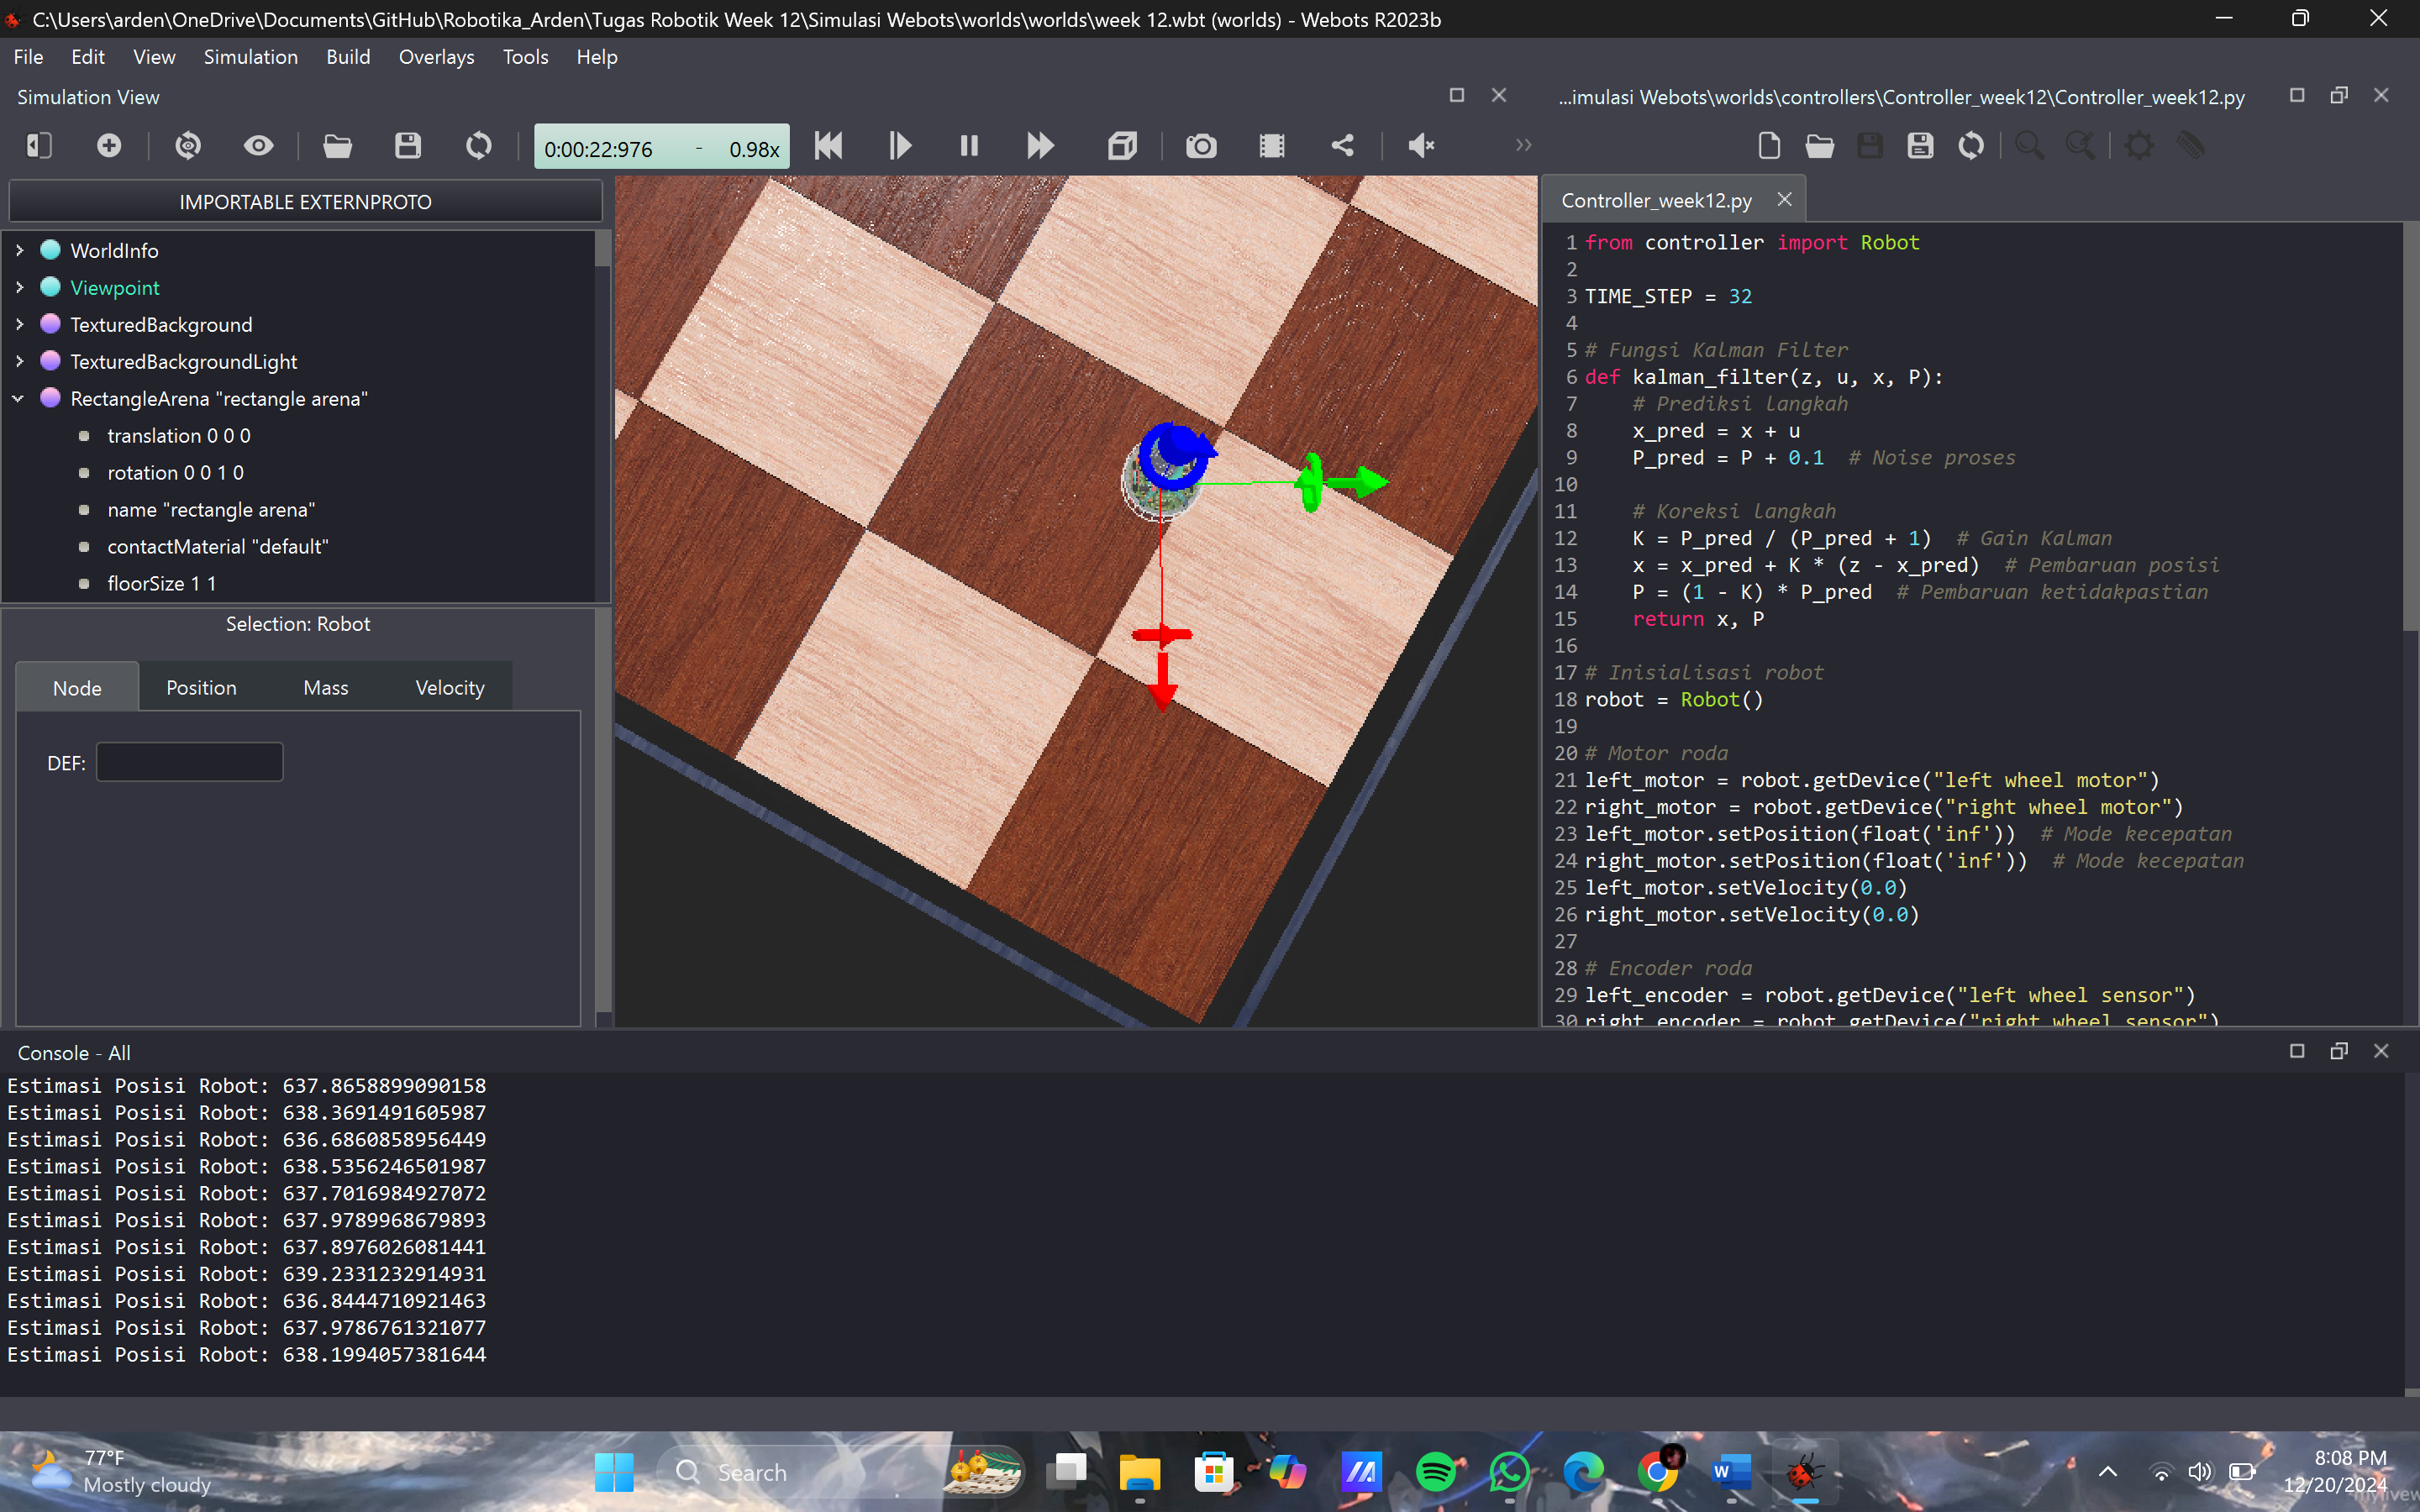 C:\Users\arden\OneDrive\Documents\GitHub\Robotika_Arden\Tugas Robotik Week 12\Simulasi Webots\worlds\worlds\week 12.wbt (worlds) - Webots R2023b
File Edit View Simulation Build Overlays Tools Help
Simulation View
...imulasi Webots\worlds\controllers\Controller_week12\Controller_week12.py
0:00:22:976 - 0.98x
IMPORTABLE EXTERNPROTO
WorldInfo
Viewpoint
TexturedBackground
TexturedBackgroundLight
RectangleArena "rectangle arena"
translation 0 0 0
rotation 0 0 1 0
name "rectangle arena"
contactMaterial "default"
floorSize 1 1
Selection: Robot
Node Position Mass Velocity
DEF:
Controller_week12.py
1 from controller import Robot
2
3 TIME_STEP = 32
4
5 # Fungsi Kalman Filter
6 def kalman_filter(z, u, x, P):
7 # Prediksi langkah
8 x_pred = x + u
9 P_pred = P + 0.1 # Noise proses
10
11 # Koreksi langkah
12 K = P_pred / (P_pred + 1) # Gain Kalman
13 x = x_pred + K * (z - x_pred) # Pembaruan posisi
14 P = (1 - K) * P_pred # Pembaruan ketidakpastian
15 return x, P
16
17 # Inisialisasi robot
18 robot = Robot()
19
20 # Motor roda
21 left_motor = robot.getDevice("left wheel motor")
22 right_motor = robot.getDevice("right wheel motor")
23 left_motor.setPosition(float('inf')) # Mode kecepatan
24 right_motor.setPosition(float('inf')) # Mode kecepatan
25 left_motor.setVelocity(0.0)
26 right_motor.setVelocity(0.0)
27
28 # Encoder roda
29 left_encoder = robot.getDevice("left wheel sensor")
30 right_encoder = robot.getDevice("right wheel sensor")
Console - All
Estimasi Posisi Robot: 637.8658899090158
Estimasi Posisi Robot: 638.3691491605987
Estimasi Posisi Robot: 636.6860858956449
Estimasi Posisi Robot: 638.5356246501987
Estimasi Posisi Robot: 637.7016984927072
Estimasi Posisi Robot: 637.9789968679893
Estimasi Posisi Robot: 637.8976026081441
Estimasi Posisi Robot: 639.2331232914931
Estimasi Posisi Robot: 636.8444710921463
Estimasi Posisi Robot: 637.9786761321077
Estimasi Posisi Robot: 638.1994057381644
77°F
Mostly cloudy
Search
8:08 PM
12/20/2024